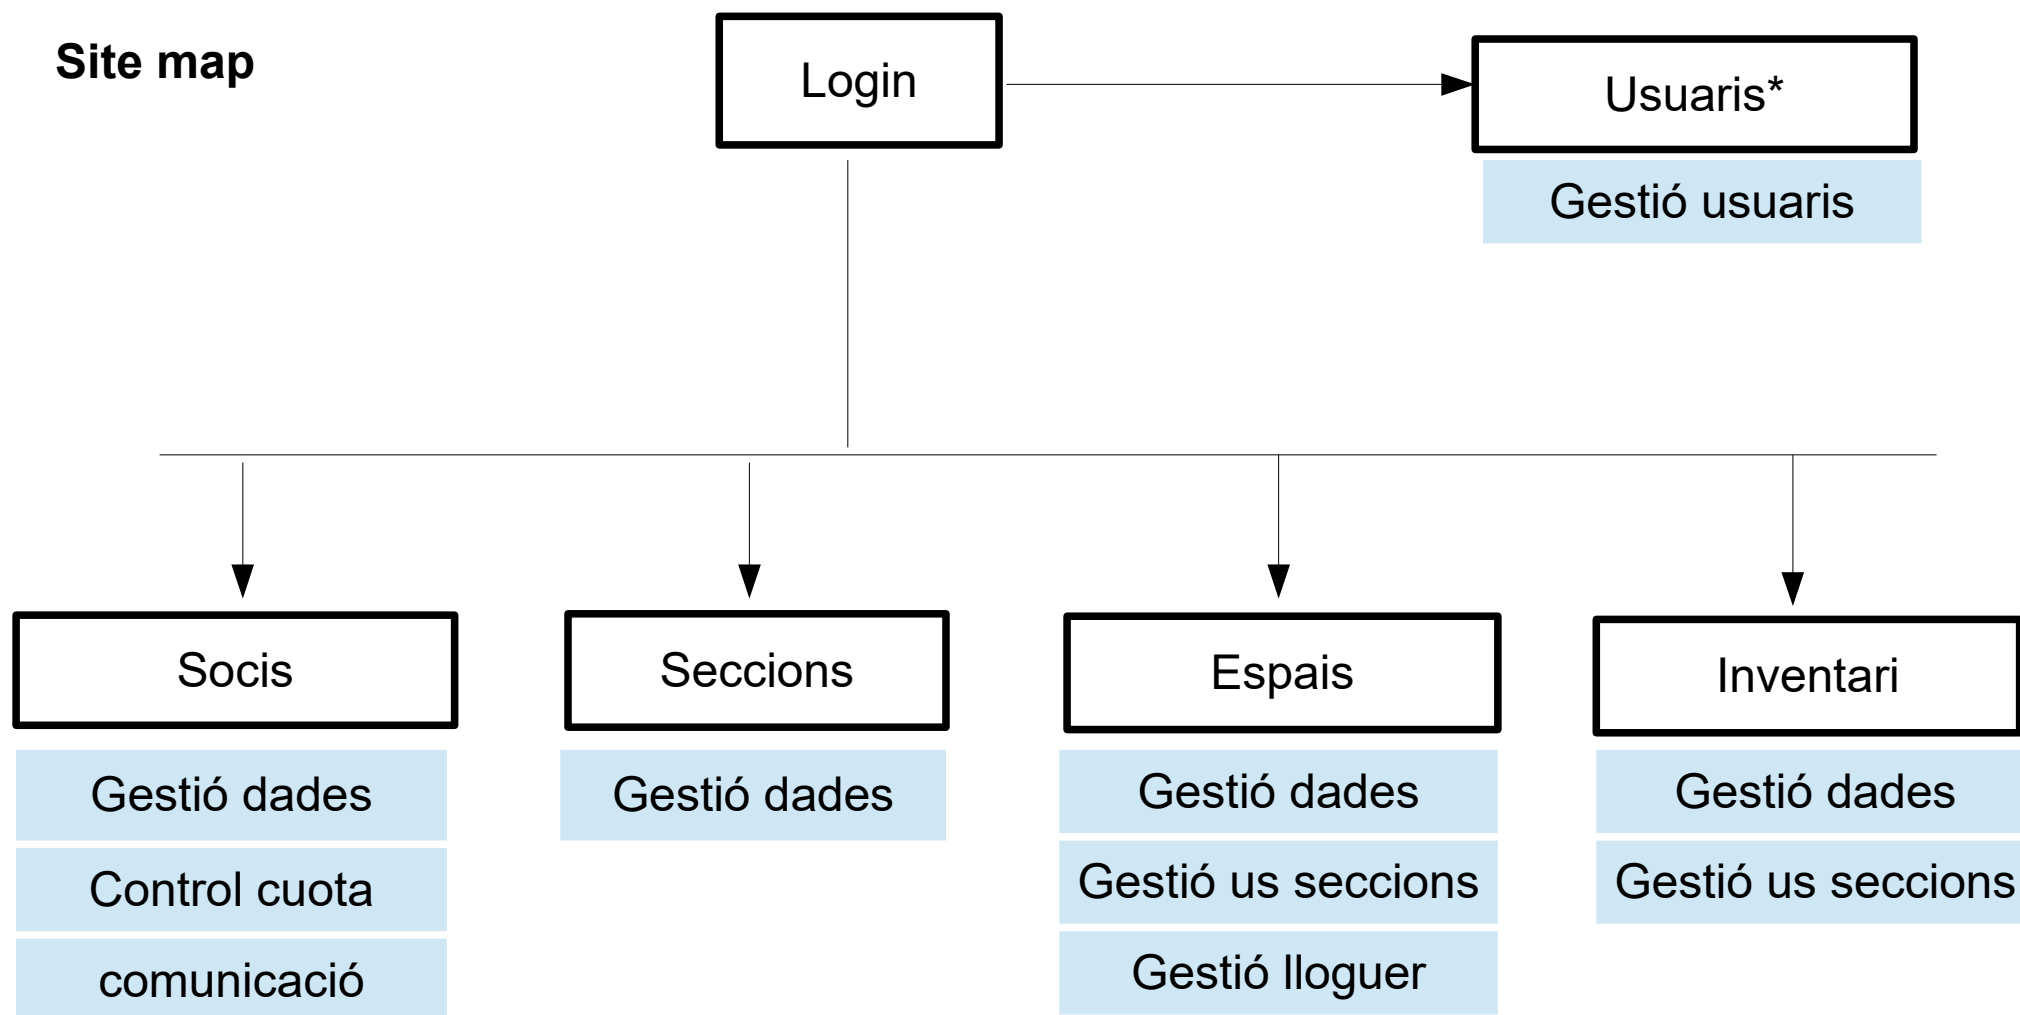 Site map
Login
Usuaris*
Gestió usuaris
Socis
Seccions
Espais
Inventari
Gestió dades
Gestió dades
Gestió dades
Gestió dades
Control cuota
Gestió us seccions
Gestió us seccions
comunicació
Gestió lloguer